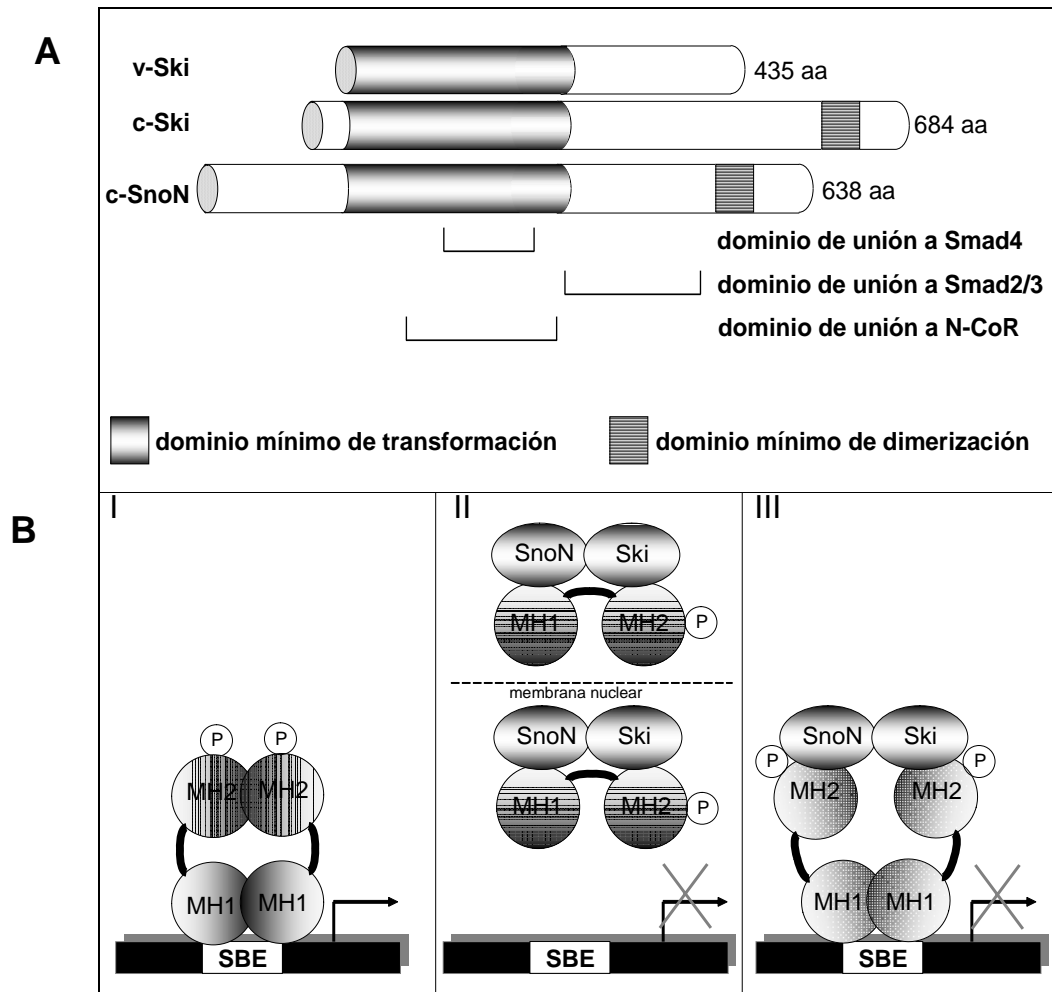 A
v-Ski
435 aa
c-Ski
684 aa
c-SnoN
638 aa
dominio de unión a Smad4
dominio de unión a Smad2/3
dominio de unión a N-CoR
dominio mínimo de transformación
dominio mínimo de dimerización
B
I
II
III
SnoN
Ski
MH1
MH2
P
membrana nuclear
SnoN
Ski
MH1
MH2
P
P
P
MH2
MH2
MH1
MH1
SBE
SBE
SnoN
Ski
P
P
MH2
MH2
MH1
MH1
SBE